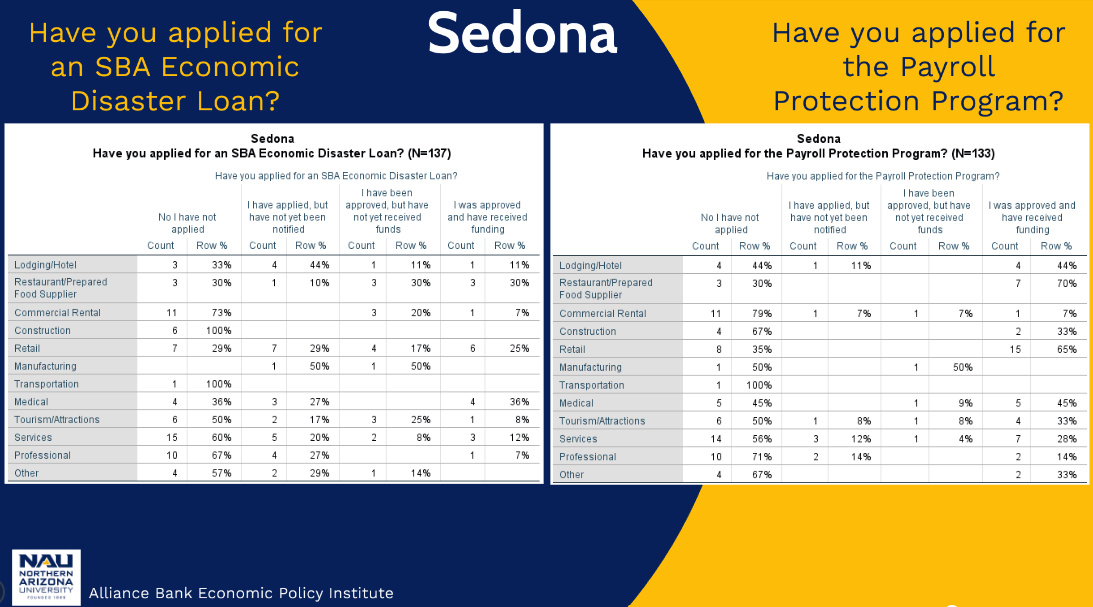 Have you applied for
an SBA Economic
Disaster Loan?
Sedona
Have you applied for
the Payroll
Protection Program?
Sedona
Have you applied for an SBA Economic Disaster Loan? (N=137)
Have you applied for an SBA Economic Disaster Loan?
No I have not
applied
I have applied, but
have not yet been
notified
I have been
approved, but have
not yet received
funds
I was approved
and have received
funding
Count Row % Count Row % Count Row % Count Row %
Lodging/Hotel 3 33% 4 44% 1 11% 1 11%
Restaurant/Prepared
Food Supplier 3 30% 1 10% 3 30% 3 30%
Commercial Rental 11 73% 3 20% 1 7%
Construction 6 100%
Retail 7 29% 7 29% 4 17% 6 25%
Manufacturing 1 50% 1 50%
Transportation 1 100%
Medical 4 36% 3 27% 4 36%
Tourism/Attractions 6 50% 2 17% 3 25% 1 8%
Services 15 60% 5 20% 2 8% 3 12%
Professional 10 67% 4 27% 1 7%
Other 4 57% 2 29% 1 14%
Sedona
Have you applied for the Payroll Protection Program? (N=133)
Have you applied for the Payroll Protection Program?
No I have not
applied
I have applied, but
have not yet been
notified
I have been
approved, but have
not yet received
funds
I was approved and
have received
funding
Count Row % Count Row % Count Row % Count Row %
Lodging/Hotel 4 44% 1 11% 4 44%
Restaurant/Prepared
Food Supplier 3 30% 7 70%
Commercial Rental 11 79% 1 7% 1 7% 1 7%
Construction 4 67% 2 33%
Retail 8 35% 15 65%
Manufacturing 1 50% 1 50%
Transportation 1 100%
Medical 5 45% 1 9% 5 45%
Tourism/Attractions 6 50% 1 8% 1 8% 4 33%
Services 14 56% 3 12% 1 4% 7 28%
Professional 10 71% 2 14% 2 14%
Other 4 67% 2 33%
NAU
NORTHERN
ARIZONA
UNIVERSITY
FOUNDED 1899
Alliance Bank Economic Policy Institute